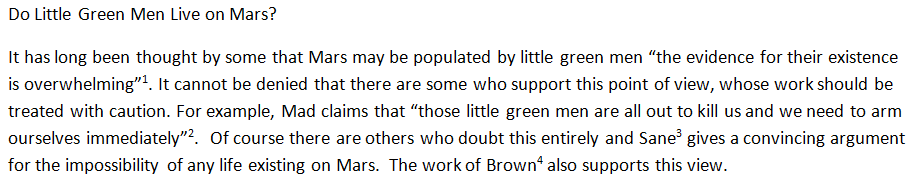 Do Little Green Men Live on Mars?
It has long been thought by some that Mars may be populated by little green men “the evidence for their existence
is overwhelming”¹. It cannot be denied that there are some who support this point of view, whose work should be
treated with caution. For example, Mad claims that “those little green men are all out to kill us and we need to arm
ourselves immediately”².  Of course there are others who doubt this entirely and Sane³ gives a convincing argument
for the impossibility of any life existing on Mars.  The work of Brown⁴ also supports this view.